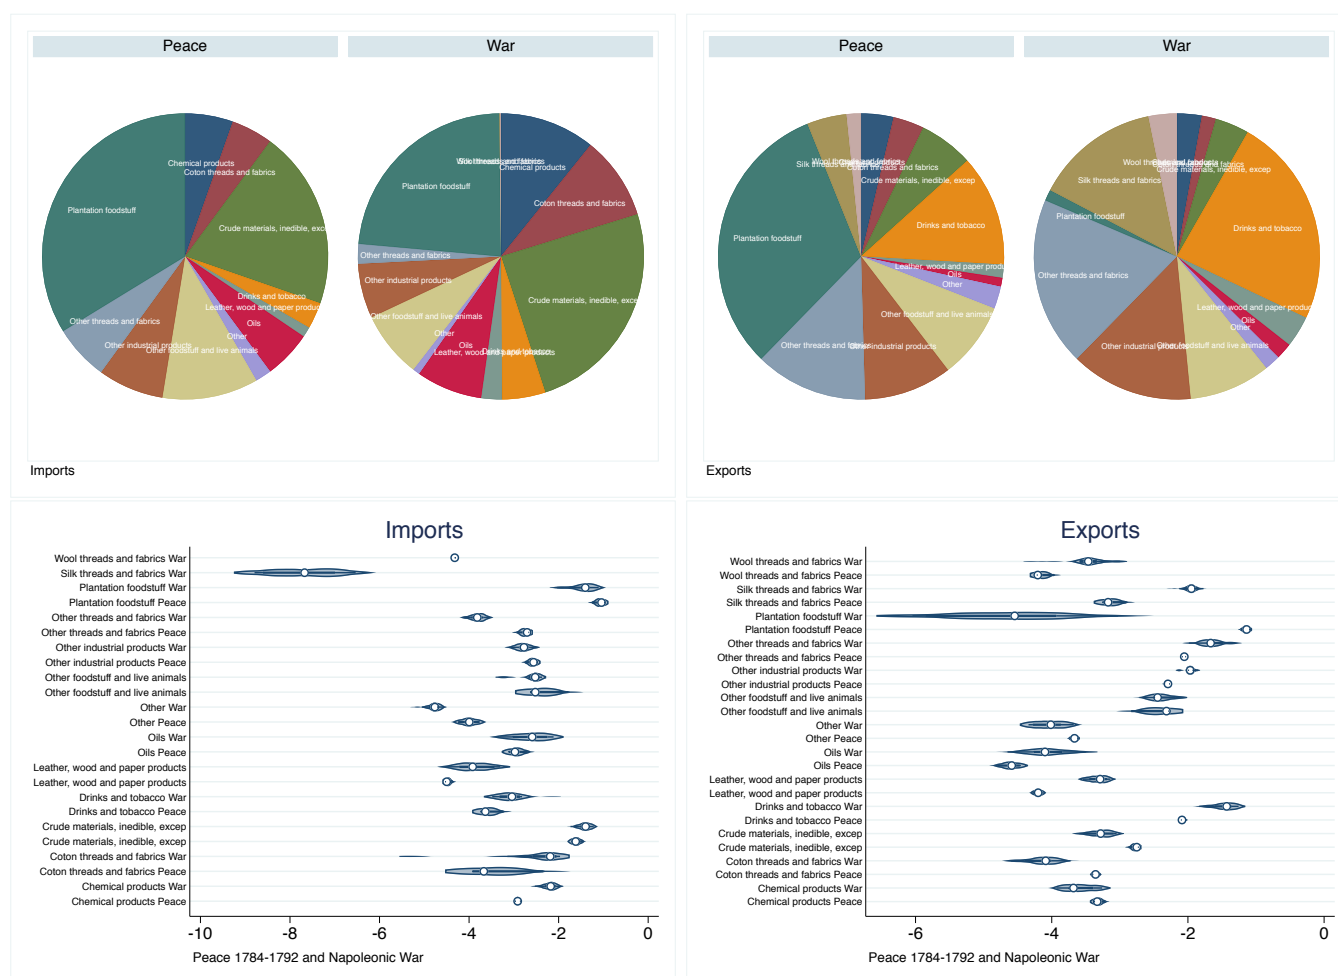 Peace
War
Chemical products
Coton threads and fabrics
Plantation foodstuff
Crude materials, inedible, exc
Drinks and tobacco
Leather, wood and paper produc
Oils
Other threads and fabrics
Other
Other industrial products
Other foodstuff and live animals
Chemical products
Plantation foodstuff
Coton threads and fabrics
Other threads and fabrics
Other industrial products
Crude materials, inedible, exce
Other foodstuff and live animals
Other
Oils
Leather, wood and paper products
Imports
Peace
War
Wool threads and fabrics
Silk threads
Coton threads and fabrics
Crude materials, inedible, excep
Drinks and tobacco
Plantation foodstuff
Leather, wood and paper produ
Oils
Other
Other foodstuff and live animals
Other threads and fabrics
Other industrial products
Wool threads and
Crude materials, inedible, excep
Silk threads and fabrics
Plantation foodstuff
Drinks and tobacco
Other threads and fabrics
Leather, wood and paper produc
Oils
Other
Other industrial products
Other foodstuff and live animals
Exports
Imports
Wool threads and fabrics War
Silk threads and fabrics War
Plantation foodstuff War
Plantation foodstuff Peace
Other threads and fabrics War
Other threads and fabrics Peace
Other industrial products War
Other industrial products Peace
Other foodstuff and live animals
Other foodstuff and live animals
Other War
Other Peace
Oils War
Oils Peace
Leather, wood and paper products
Leather, wood and paper products
Drinks and tobacco War
Drinks and tobacco Peace
Crude materials, inedible, excep
Crude materials, inedible, excep
Coton threads and fabrics War
Coton threads and fabrics Peace
Chemical products War
Chemical products Peace
-10 -8 -6 -4 -2 0
Peace 1784-1792 and Napoleonic War
Exports
Wool threads and fabrics War
Wool threads and fabrics Peace
Silk threads and fabrics War
Silk threads and fabrics Peace
Plantation foodstuff War
Plantation foodstuff Peace
Other threads and fabrics War
Other threads and fabrics Peace
Other industrial products War
Other industrial products Peace
Other foodstuff and live animals
Other foodstuff and live animals
Other War
Other Peace
Oils War
Oils Peace
Leather, wood and paper products
Leather, wood and paper products
Drinks and tobacco War
Drinks and tobacco Peace
Crude materials, inedible, excep
Crude materials, inedible, excep
Coton threads and fabrics War
Coton threads and fabrics Peace
Chemical products War
Chemical products Peace
-6 -4 -2 0
Peace 1784-1792 and Napoleonic War